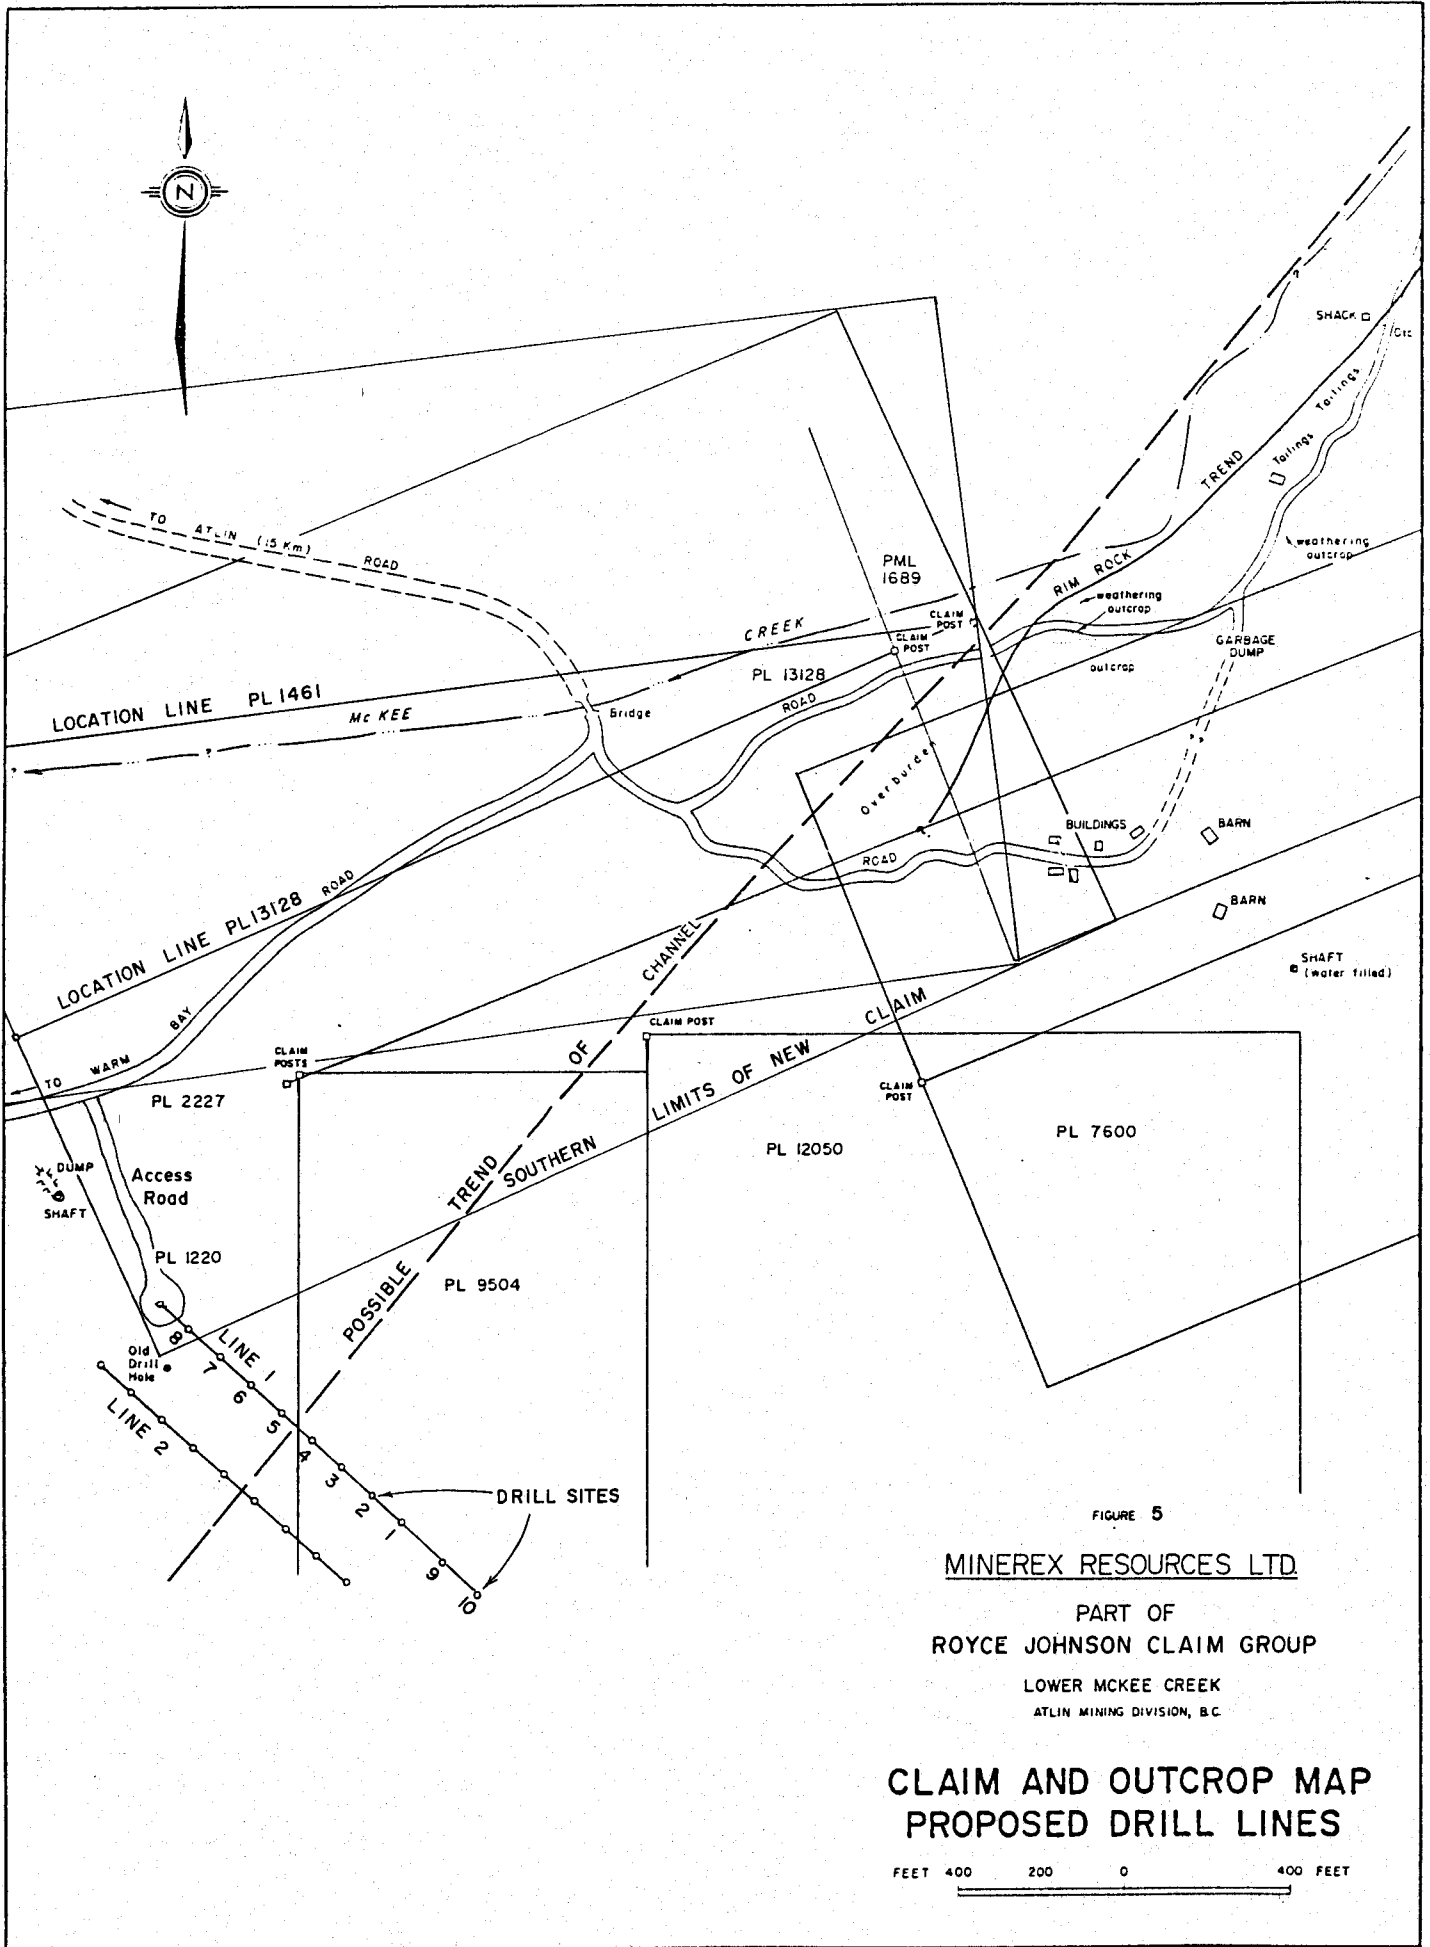 N
SHACK
Tailings
Tailings
TREND
TO ATLIN (15 Km)
ROAD
weathering
outcrop
PML
1689
RIM ROCK
weathering
outcrop
CLAIM
POST
CREEK
CLAIM
POST
GARBAGE
DUMP
outcrop
PL 13128
LOCATION LINE PL 1461
ROAD
Mc KEE
Bridge
?
?
?
Overburden
?
BUILDINGS
BARN
ROAD
ROAD
BARN
LOCATION LINE PL13128
CHANNEL
SHAFT
(water filled)
CLAIM
BAY
CLAIM POST
OF
CLAIM
POSTS
WARM
TO
LIMITS OF NEW
CLAIM
POST
PL 2227
PL 12050
PL 7600
SOUTHERN
DUMP
Access
Road
TREND
SHAFT
PL 1220
PL 9504
POSSIBLE
LINE 1
8
7
6
5
4
3
2
1
9
10
Old
Drill
Hole
LINE 2
DRILL SITES
FIGURE 5
MINEREX RESOURCES LTD.
PART OF
ROYCE JOHNSON CLAIM GROUP
LOWER MCKEE CREEK
ATLIN MINING DIVISION, B.C.
CLAIM AND OUTCROP MAP
PROPOSED DRILL LINES
FEET 400 200 0 400 FEET